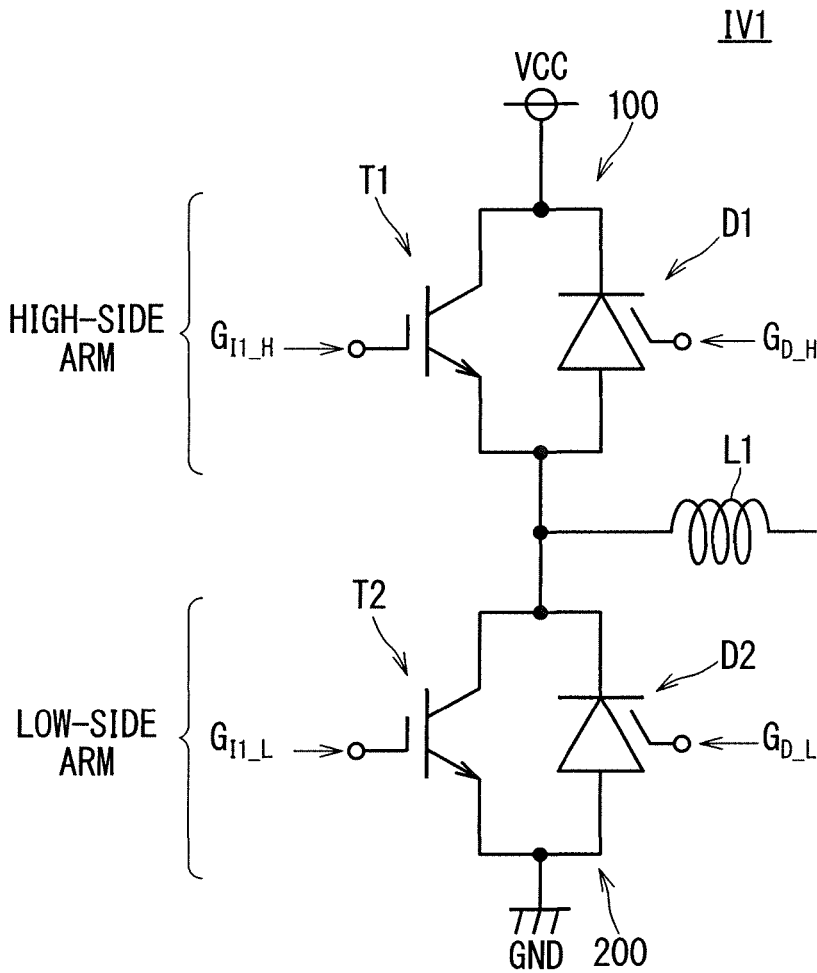 IV1
VCC
100
T1
D1
HIGH-SIDE
ARM
G_I1_H
G_D_H
L1
T2
D2
LOW-SIDE
ARM
G_I1_L
G_D_L
GND
200